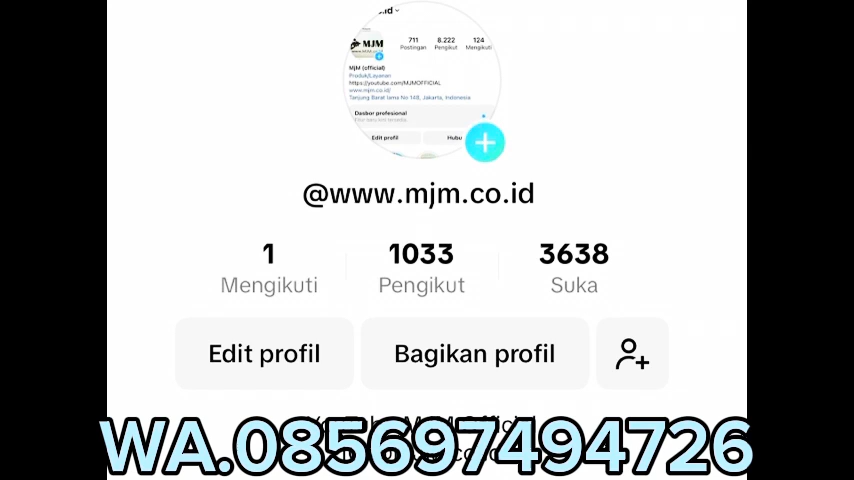 .id
MJM
711 8.222 124
Postingan Pengikut Mengikuti
MJM (official)
Produk/Layanan
https://youtube.com/MJMOFFICIAL
www.mjm.co.id/
Tanjung Barat lama No 148, Jakarta, Indonesia
Dasbor profesional
Edit profil Hubu
@www.mjm.co.id
1 1033 3638
Mengikuti Pengikut Suka
Edit profil Bagikan profil
WA.085697494726